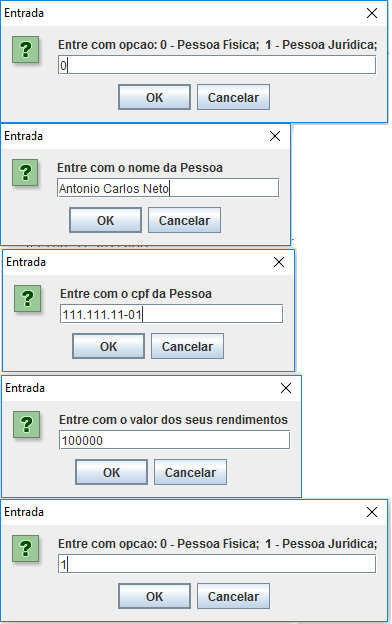 Entrada
Entre com opcao: 0 - Pessoa Física; 1 - Pessoa Jurídica;
0
OK Cancelar
Entrada
Entre com o nome da Pessoa
Antonio Carlos Neto
OK Cancelar
Entrada
Entre com o cpf da Pessoa
111.111.11-01
OK Cancelar
Entrada
Entre com o valor dos seus rendimentos
100000
OK Cancelar
Entrada
Entre com opcao: 0 - Pessoa Física; 1 - Pessoa Jurídica;
1
OK Cancelar